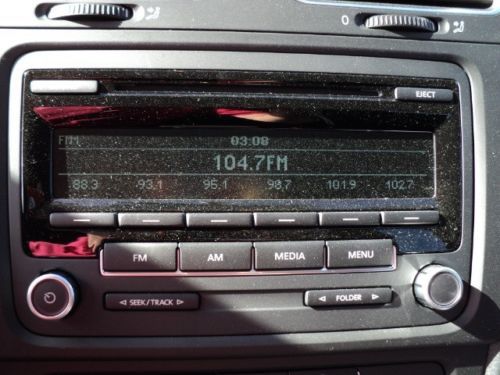 0
EJECT
FM 03:08
104.7FM
88.3 93.1 95.1 98.7 101.9 102.7
FM AM MEDIA MENU
SEEK/TRACK FOLDER